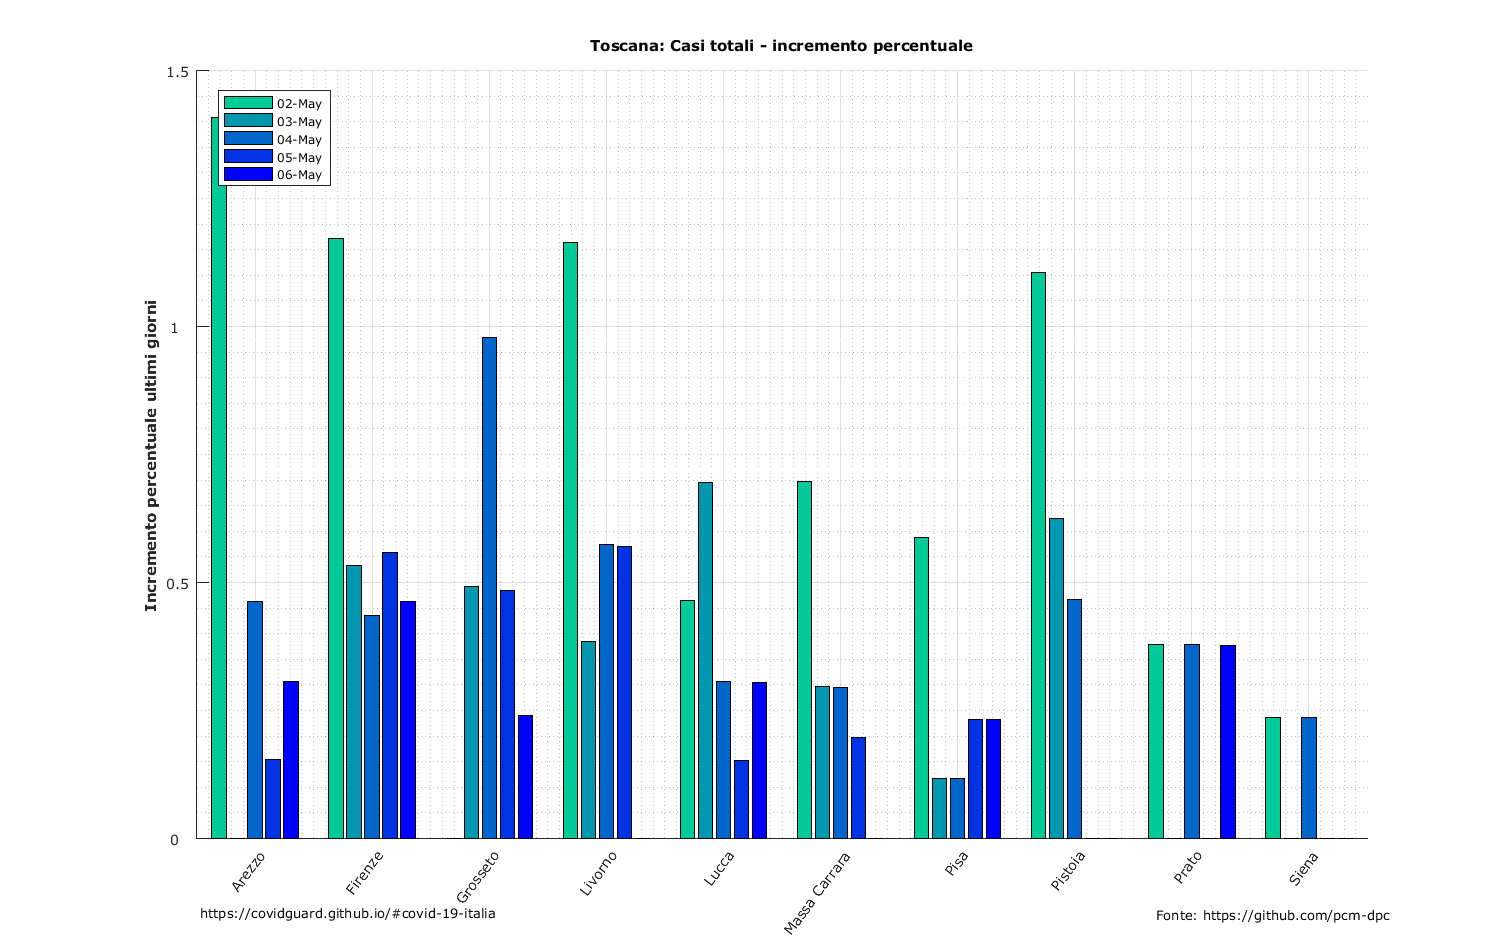 Toscana: Casi totali - incremento percentuale
1.5
1
0.5
0
Incremento percentuale ultimi giorni
02-May
03-May
04-May
05-May
06-May
Arezzo
Firenze
Grosseto
Livorno
Lucca
Massa Carrara
Pisa
Pistoia
Prato
Siena
https://covidguard.github.io/#covid-19-italia
Fonte: https://github.com/pcm-dpc